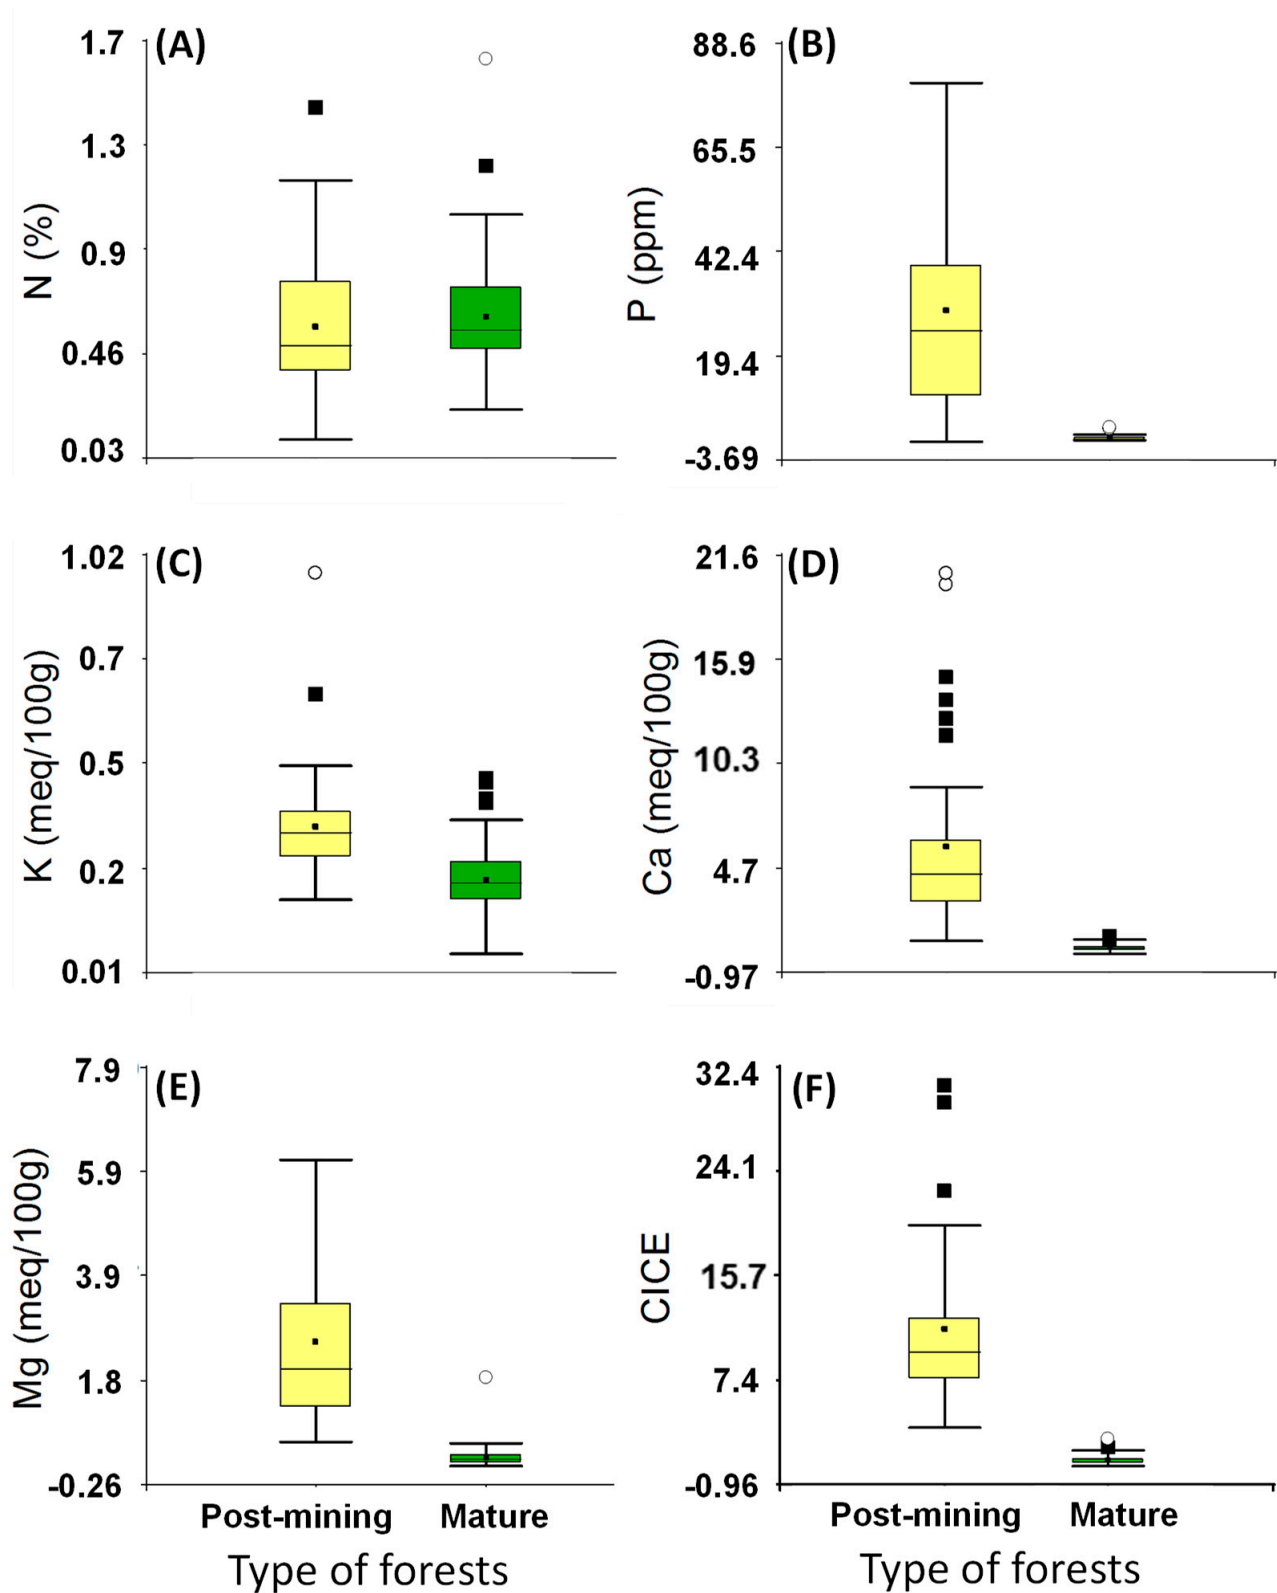 (A)
N (%)
1.7
1.3
0.9
0.46
0.03
(B)
P (ppm)
88.6
65.5
42.4
19.4
-3.69
(C)
K (meq/100g)
1.02
0.7
0.5
0.2
0.01
(D)
Ca (meq/100g)
21.6
15.9
10.3
4.7
-0.97
(E)
Mg (meq/100g)
7.9
5.9
3.9
1.8
-0.26
Post-mining Mature
Type of forests
(F)
CICE
32.4
24.1
15.7
7.4
-0.96
Post-mining Mature
Type of forests